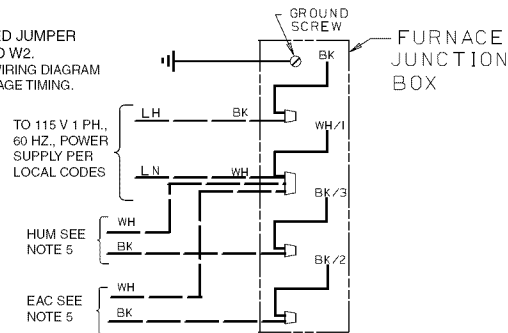 ED JUMPER
D W2.
WIRING DIAGRAM
AGE TIMING.
GROUND
SCREW
FURNACE
JUNCTION
BOX
BK
LH
BK
TO 115 V 1 PH.,
60 HZ., POWER
SUPPLY PER
LOCAL CODES
WH/1
LN
WH
BK/3
WH
HUM SEE
NOTE 5
BK
BK/2
WH
EAC SEE
NOTE 5
BK